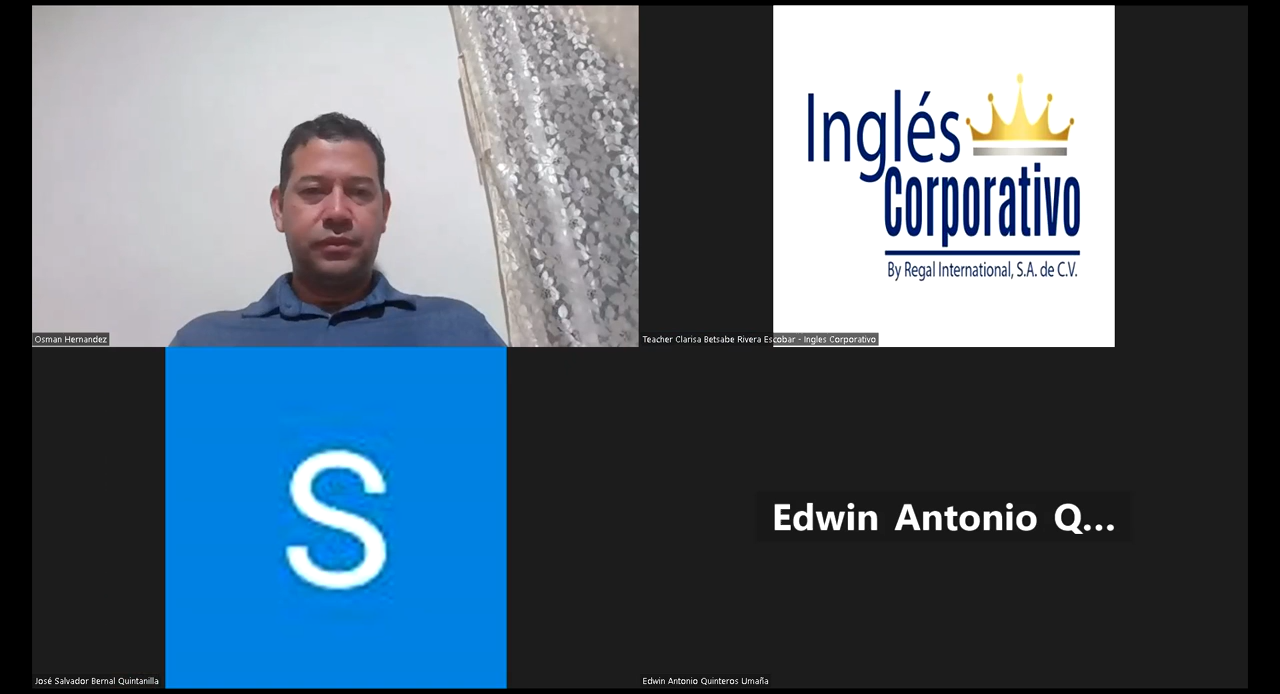 Inglés
Corporativo
By Regal International, S.A. de C.V.
Osman Hernandez
Teacher Clarisa Betsabe Rivera Escobar - Ingles Corporativo
S
Edwin Antonio Q...
José Salvador Bernal Quintanilla
Edwin Antonio Quinteros Umaña